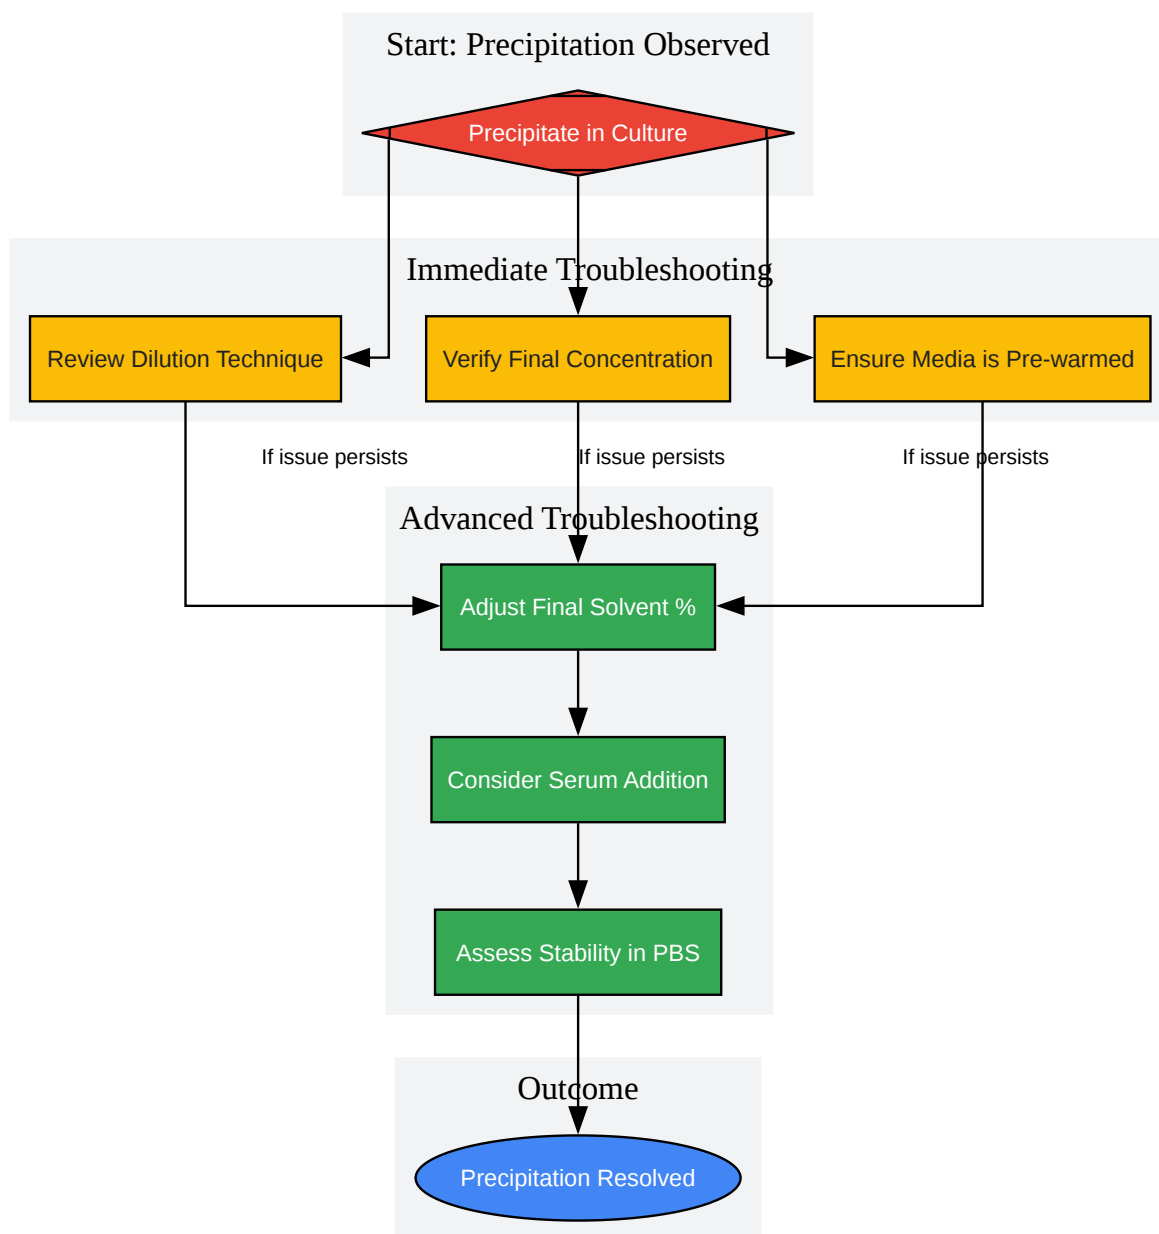 Start: Precipitation Observed
Precipitate in Culture
Immediate Troubleshooting
Review Dilution Technique
Verify Final Concentration
Ensure Media is Pre-warmed
If issue persists
If issue persists
If issue persists
Advanced Troubleshooting
Adjust Final Solvent %
Consider Serum Addition
Assess Stability in PBS
Outcome
Precipitation Resolved